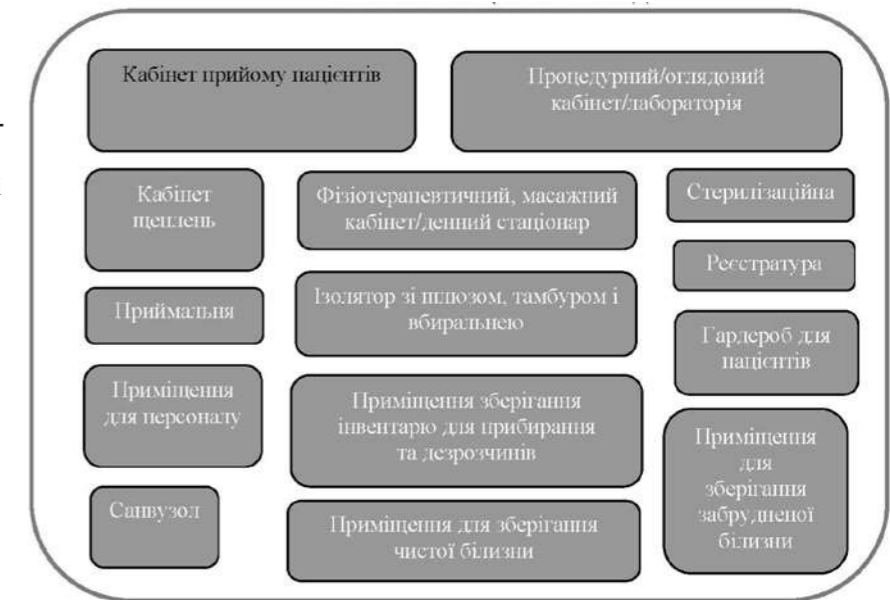 Кабінет прийому пацієнтів
Процедурний/оглядовий
кабінет/лабораторія
Кабінет
щеплень
Фізіотерапевтичний, масажний
кабінет/денний стаціонар
Стерилізаційна
Реєстратура
Приймальня
Ізолятор зі шлюзом, тамбуром і
вбиральнею
Гардероб для
пацієнтів
Приміщення
для персоналу
Приміщення зберігання
інвентарю для прибирання
та дезрозчинів
Приміщення
для
зберігання
забрудненої
білизни
Санвузол
Приміщення для зберігання
чистої білизни